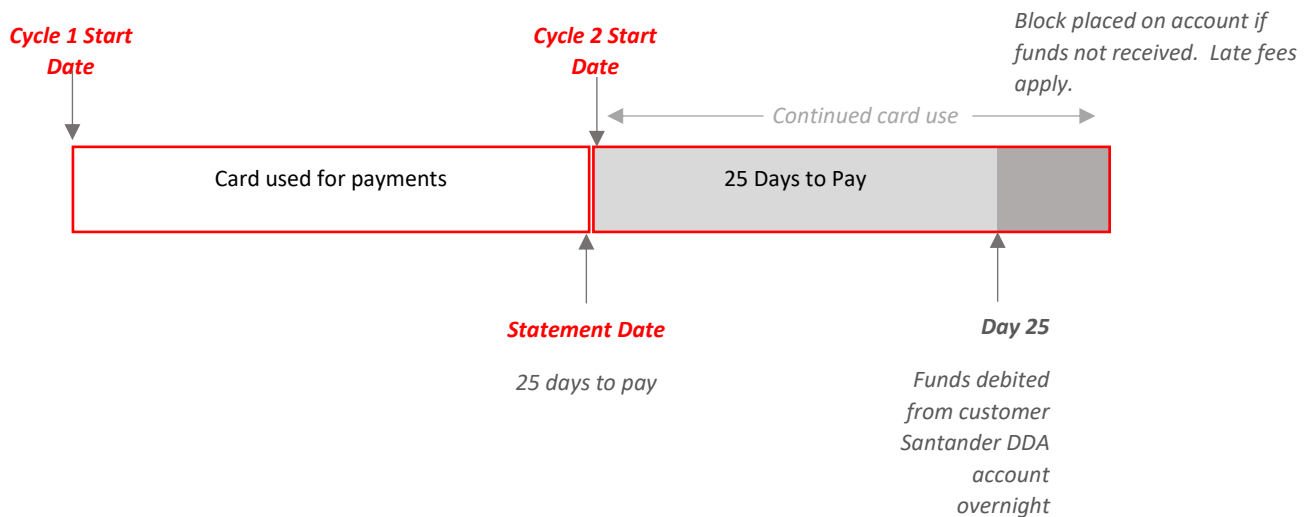 Block placed on account if
funds not received.  Late fees
apply.
Cycle 1 Start
Date
Cycle 2 Start
Date
Continued card use
Card used for payments
25 Days to Pay
Statement Date
25 days to pay
Day 25
Funds debited
from customer
Santander DDA
account
overnight